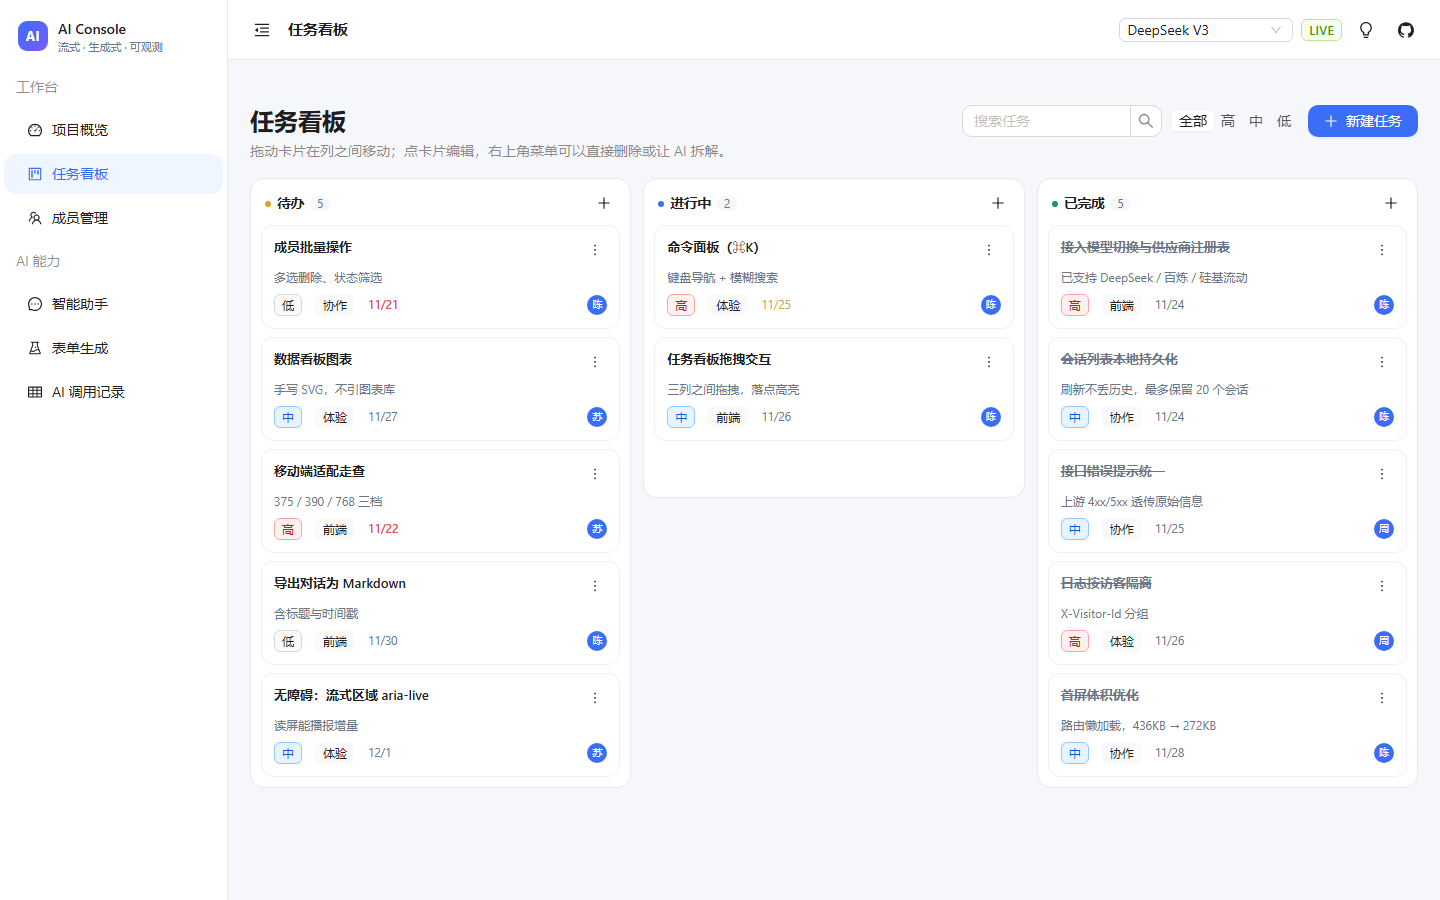 AI
AI Console
流式 · 生成式 · 可观测
工作台
项目概览
任务看板
成员管理
AI 能力
智能助手
表单生成
AI 调用记录
任务看板
DeepSeek V3
LIVE
任务看板
拖动卡片在列之间移动；点卡片编辑，右上角菜单可以直接删除或让 AI 拆解。
搜索任务
全部 高 中 低
新建任务
待办 5
成员批量操作
多选删除、状态筛选
低 协作 11/21 陈
数据看板图表
手写 SVG，不引图表库
中 体验 11/27 苏
移动端适配走查
375 / 390 / 768 三档
高 前端 11/22 苏
导出对话为 Markdown
含标题与时间戳
低 前端 11/30 陈
无障碍：流式区域 aria-live
读屏能播报增量
中 体验 12/1 苏
进行中 2
命令面板（⌘K）
键盘导航 + 模糊搜索
高 体验 11/25 陈
任务看板拖拽交互
三列之间拖拽，落点高亮
中 前端 11/26 陈
已完成 5
接入模型切换与供应商注册表
已支持 DeepSeek / 百炼 / 硅基流动
高 前端 11/24 陈
会话列表本地持久化
刷新不丢历史，最多保留 20 个会话
中 协作 11/24 陈
接口错误提示统一
上游 4xx/5xx 透传原始信息
中 协作 11/25 周
日志按访客隔离
X-Visitor-Id 分组
高 体验 11/26 周
首屏体积优化
路由懒加载，436KB → 272KB
中 协作 11/28 陈